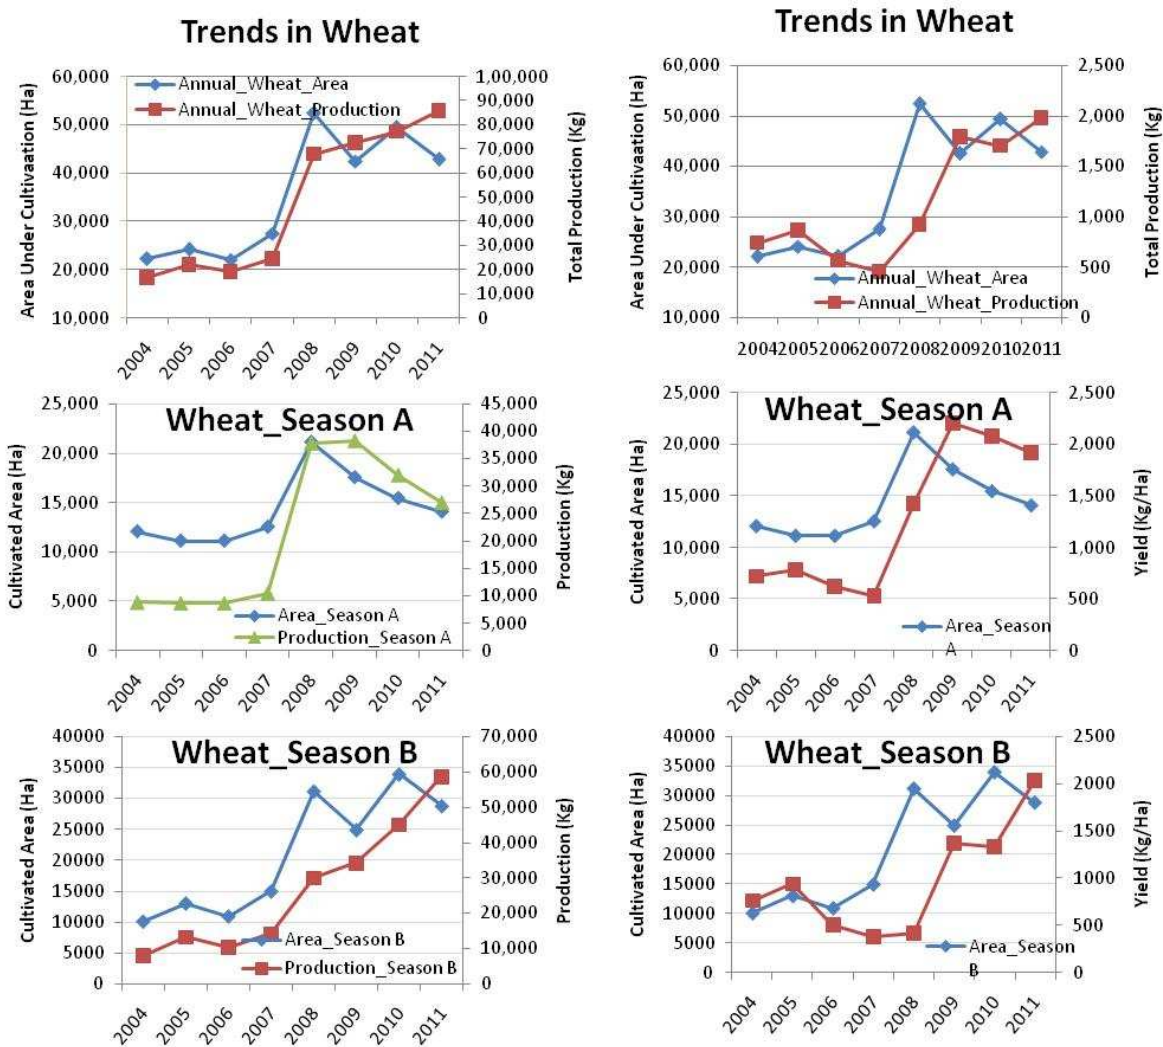 Trends in Wheat
60,000
50,000
40,000
30,000
20,000
10,000
Area Under Cultivaation (Ha)
Annual_Wheat_Area
Annual_Wheat_Production
1,00,000
90,000
80,000
70,000
60,000
50,000
40,000
30,000
20,000
10,000
0
Total Production (Kg)
2004 2005 2006 2007 2008 2009 2010 2011
Trends in Wheat
60,000
50,000
40,000
30,000
20,000
10,000
Area Under Cultivation (Ha)
Annual_Wheat_Area
Annual_Wheat_Production
2,500
2,000
1,500
1,000
500
0
Total Production (Kg)
2004 2005 2006 2007 2008 2009 2010 2011
Wheat_Season A
25,000
20,000
15,000
10,000
5,000
0
Cultivated Area (Ha)
Area_Season A
Production_Season A
45,000
40,000
35,000
30,000
25,000
20,000
15,000
10,000
5,000
0
Production (Kg)
2004 2005 2006 2007 2008 2009 2010 2011
Wheat_Season A
25,000
20,000
15,000
10,000
5,000
0
Cultivated Area (Ha)
Area_Season
A
2,500
2,000
1,500
1,000
500
0
Yield (Kg/Ha)
2004 2005 2006 2007 2008 2009 2010 2011
Wheat_Season B
40000
35000
30000
25000
20000
15000
10000
5000
0
Cultivated Area (Ha)
Area_Season B
Production_Season B
70,000
60,000
50,000
40,000
30,000
20,000
10,000
0
Production (Kg)
2004 2005 2006 2007 2008 2009 2010 2011
Wheat_Season B
40000
35000
30000
25000
20000
15000
10000
5000
0
Cultivated Area (Ha)
Area_Season
B
2500
2000
1500
1000
500
0
Yield (Kg/Ha)
2004 2005 2006 2007 2008 2009 2010 2011